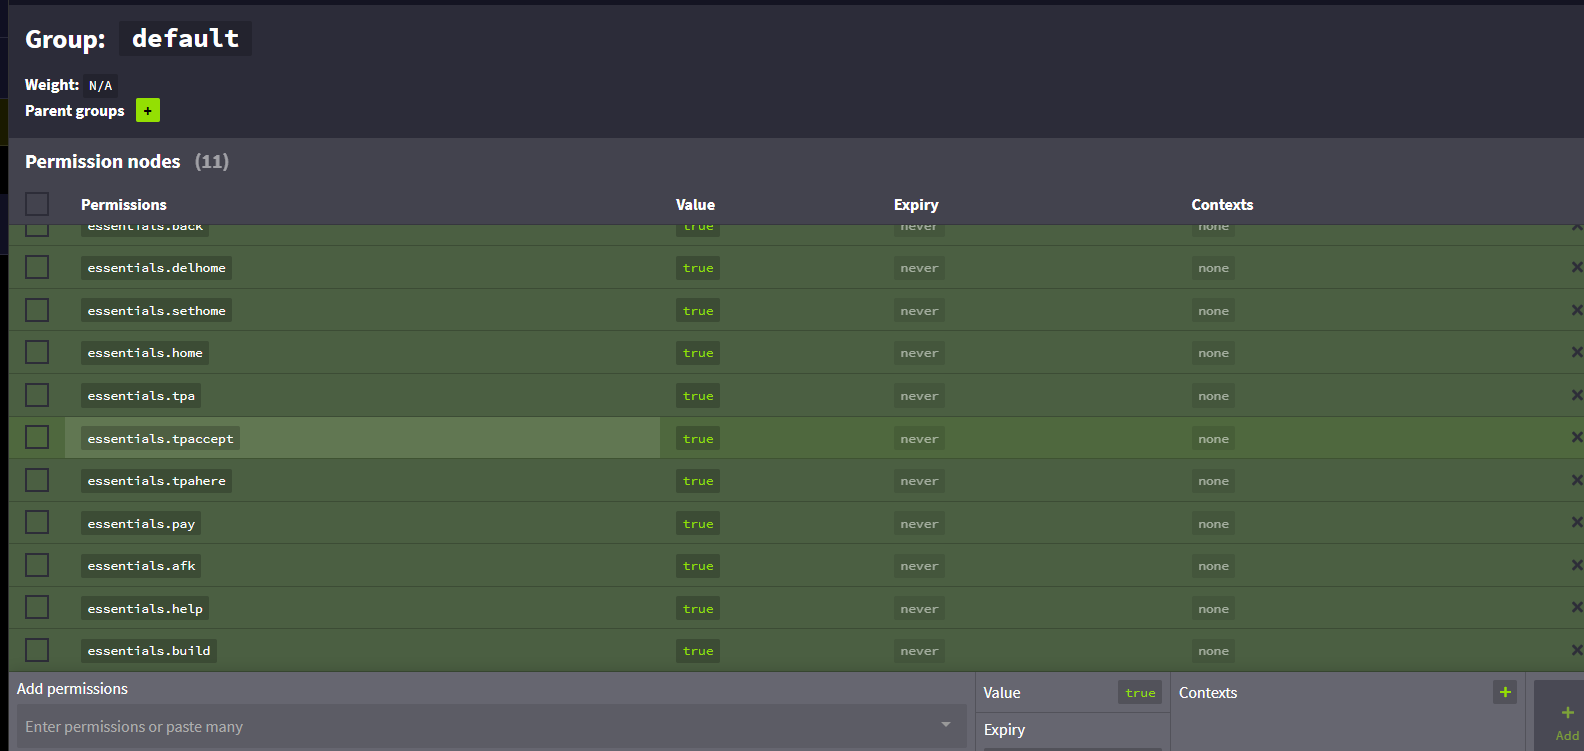 Group: default
Weight: N/A
Parent groups +
Permission nodes (11)
Permissions Value Expiry Contexts
essentials.back true never none
essentials.delhome true never none
essentials.sethome true never none
essentials.home true never none
essentials.tpa true never none
essentials.tpaccept true never none
essentials.tpahere true never none
essentials.pay true never none
essentials.afk true never none
essentials.help true never none
essentials.build true never none
Add permissions Value true Contexts +
Enter permissions or paste many Expiry + Add